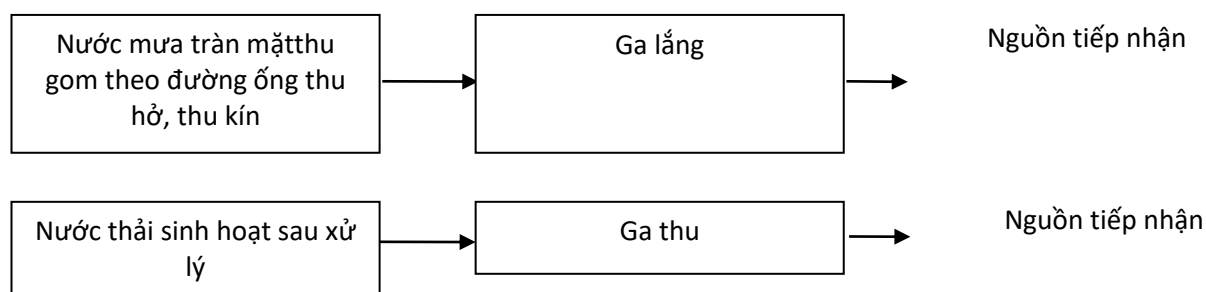 Nước mưa tràn mặtthu
gom theo đường ống thu
hở, thu kín
Ga lắng
Nguồn tiếp nhận
Nước thải sinh hoạt sau xử
lý
Ga thu
Nguồn tiếp nhận